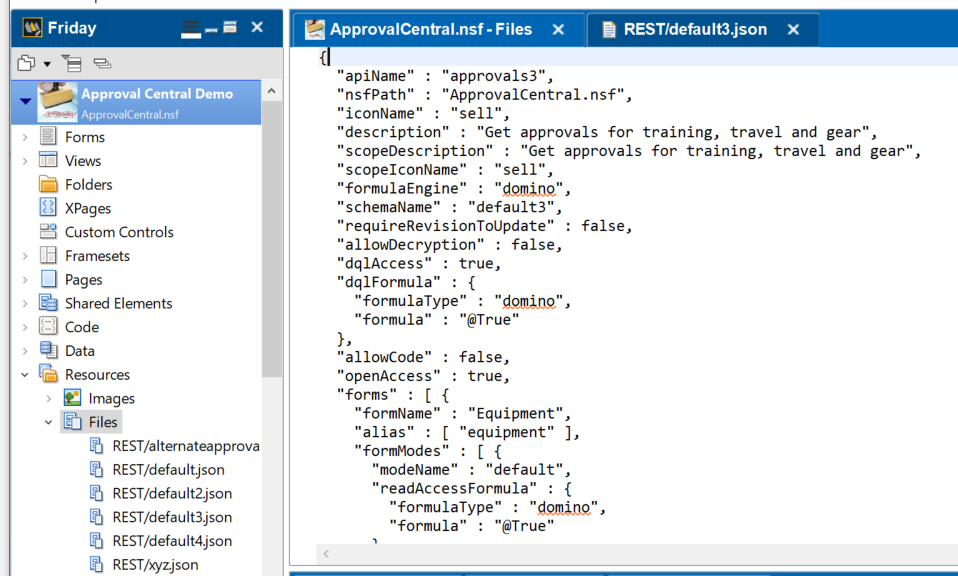 Friday
Approval Central Demo
ApprovalCentral.nsf
Forms
Views
Folders
XPages
Custom Controls
Framesets
Pages
Shared Elements
Code
Data
Resources
Images
Files
REST/alternateapprova
REST/default.json
REST/default2.json
REST/default3.json
REST/default4.json
REST/xyz.json
ApprovalCentral.nsf - Files
REST/default3.json
{
"apiName" : "approvals3",
"nsfPath" : "ApprovalCentral.nsf",
"iconName" : "sell",
"description" : "Get approvals for training, travel and gear",
"scopeDescription" : "Get approvals for training, travel and gear",
"scopeIconName" : "sell",
"formulaEngine" : "domino",
"schemaName" : "default3",
"requireRevisionToUpdate" : false,
"allowDecryption" : false,
"dqlAccess" : true,
"dqlFormula" : {
"formulaType" : "domino",
"formula" : "@True"
},
"allowCode" : false,
"openAccess" : true,
"forms" : [ {
"formName" : "Equipment",
"alias" : [ "equipment" ],
"formModes" : [ {
"modeName" : "default",
"readAccessFormula" : {
"formulaType" : "domino",
"formula" : "@True"